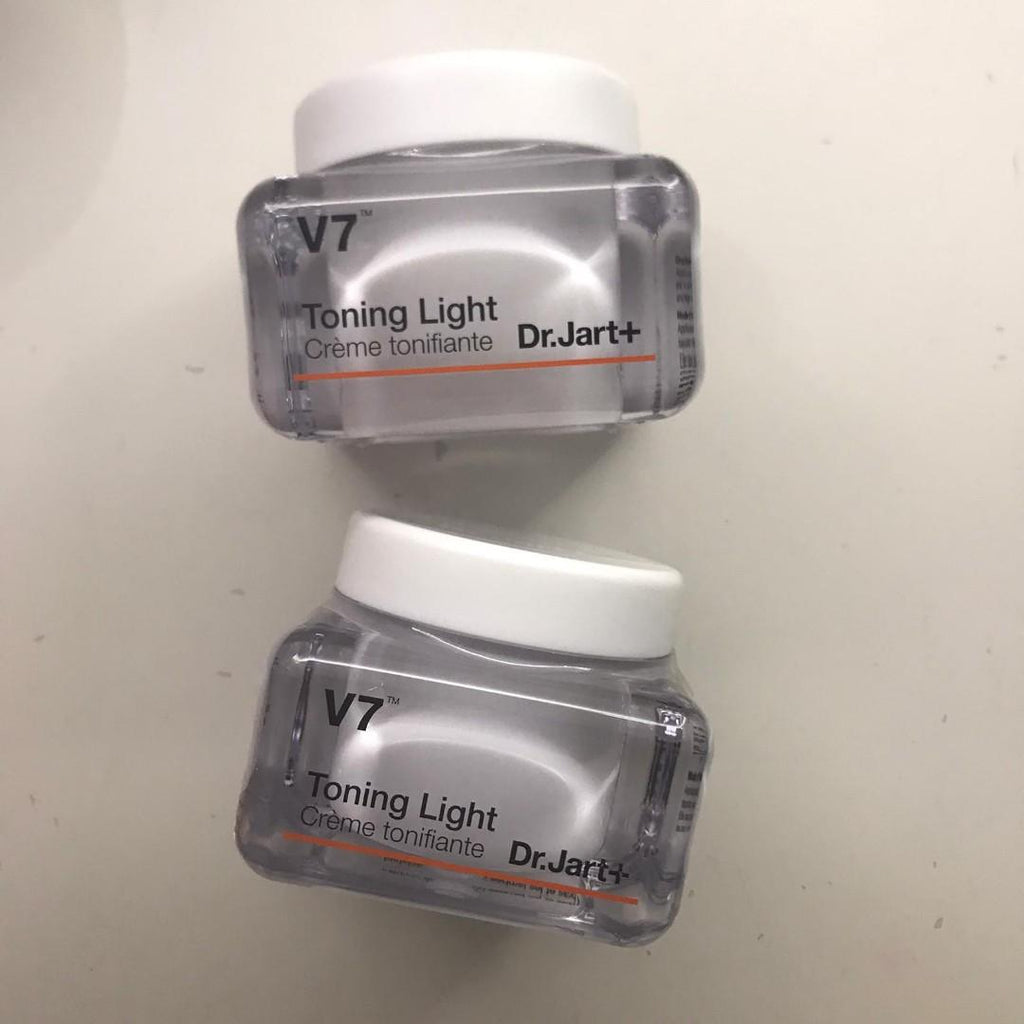 V7™
Toning Light
Crème tonifiante Dr.Jart+
V7™
Toning Light
Crème tonifiante Dr.Jart+